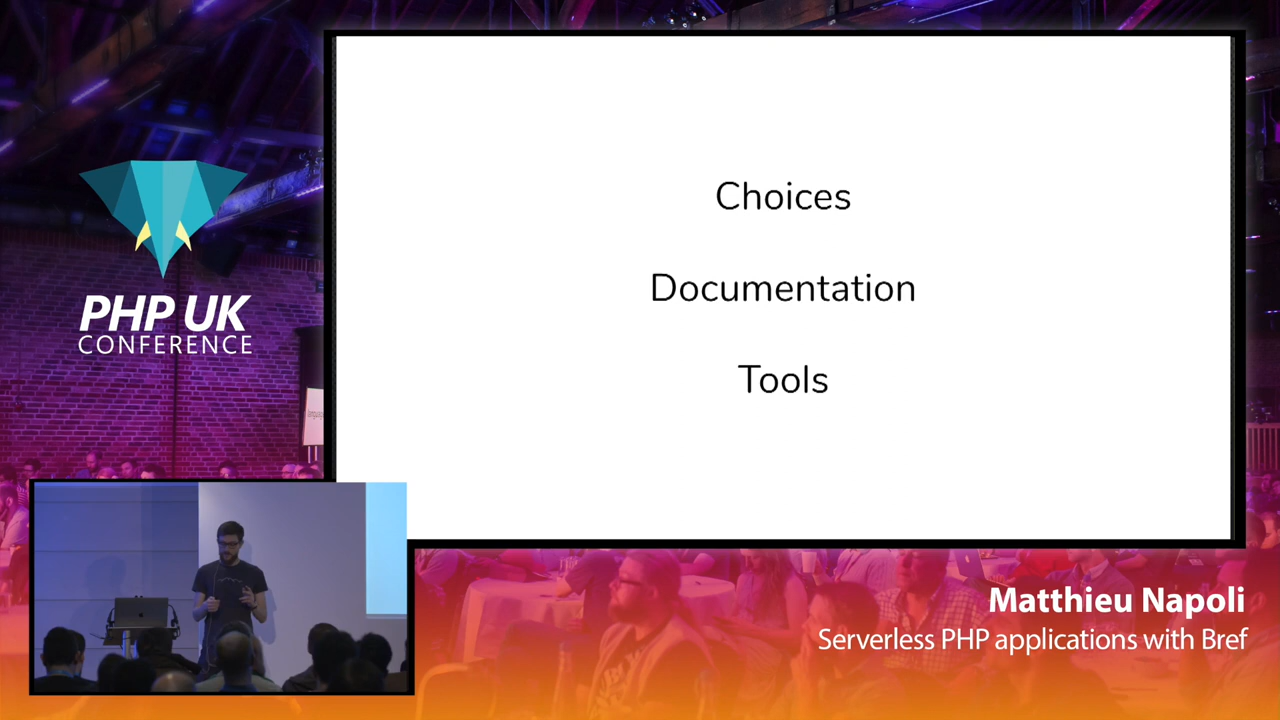 Choices
Documentation
Tools
PHP UK
CONFERENCE
Matthieu Napoli
Serverless PHP applications with Bref